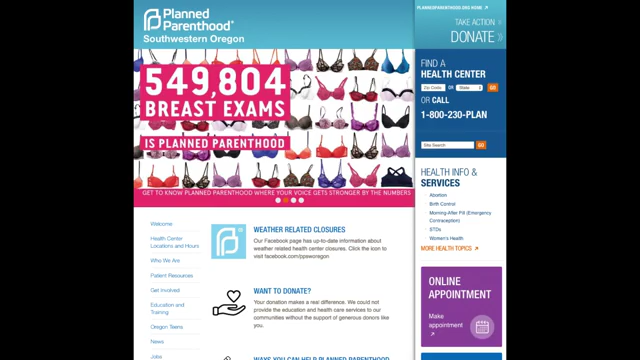 Planned
Parenthood®
Southwestern Oregon
PLANNEDPARENTHOOD.ORG HOME
TAKE ACTION
DONATE
549,804
BREAST EXAMS
IS PLANNED PARENTHOOD
GET TO KNOW PLANNED PARENTHOOD WHERE YOUR VOICE GETS STRONGER BY THE NUMBERS
FIND A
HEALTH CENTER
Zip Code OR State GO
OR CALL
1-800-230-PLAN
Site Search GO
HEALTH INFO &
SERVICES
Abortion
Birth Control
Morning-After Pill (Emergency
Contraception)
STDs
Women's Health
MORE HEALTH TOPICS
ONLINE
APPOINTMENT
Make
appointment
Welcome
Health Center
Locations and Hours
Who We Are
Patient Resources
Get Involved
Education and
Training
Oregon Teens
News
Jobs
WEATHER RELATED CLOSURES
Our Facebook page has up-to-date information about
weather related health center closures. Click the icon to
visit facebook.com/ppsworegon
WANT TO DONATE?
Your donation makes a real difference. We could not
provide the education and health care services to our
communities without the support of generous donors like
you.
WAYS YOU CAN HELP PLANNED PARENTHOOD